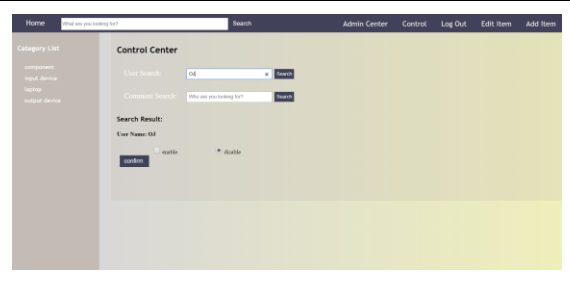 Home What are you looking for? Search Admin Center Control Log Out Edit Item Add Item
Category List
component
input device
laptop
output device
Control Center
User Search: Search
Comment Search: Who are you looking for? Search
Search Result:
User Name: OJ
enable disable
confirm